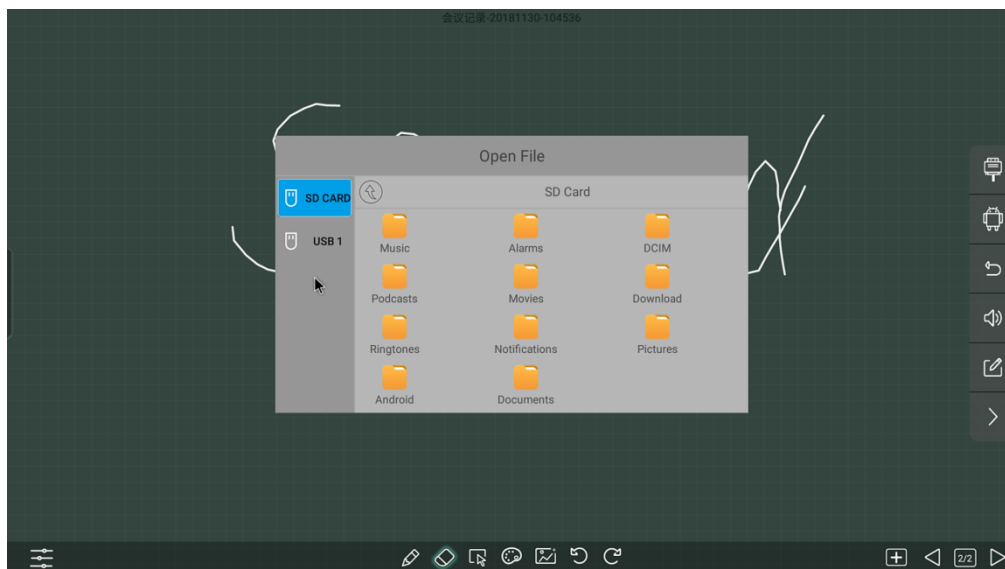 会议记录-20181130-104536
Open File
SD CARD
SD Card
USB 1
Music
Alarms
DCIM
Podcasts
Movies
Download
Ringtones
Notifications
Pictures
Android
Documents
2/2